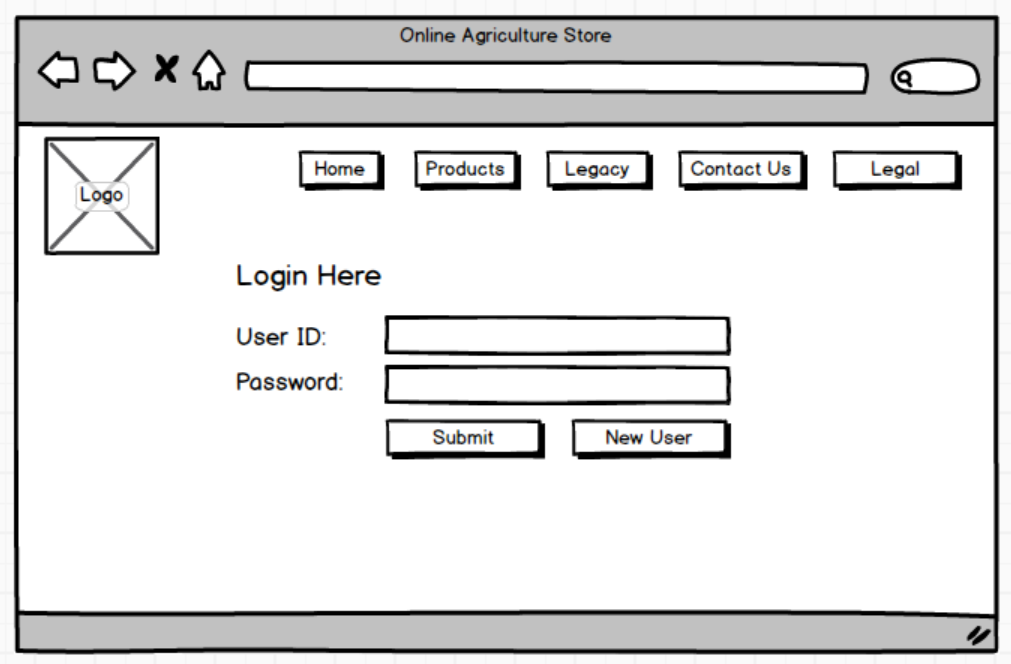 Online Agriculture Store
Logo
Home Products Legacy Contact Us Legal
Login Here
User ID:
Password:
Submit New User